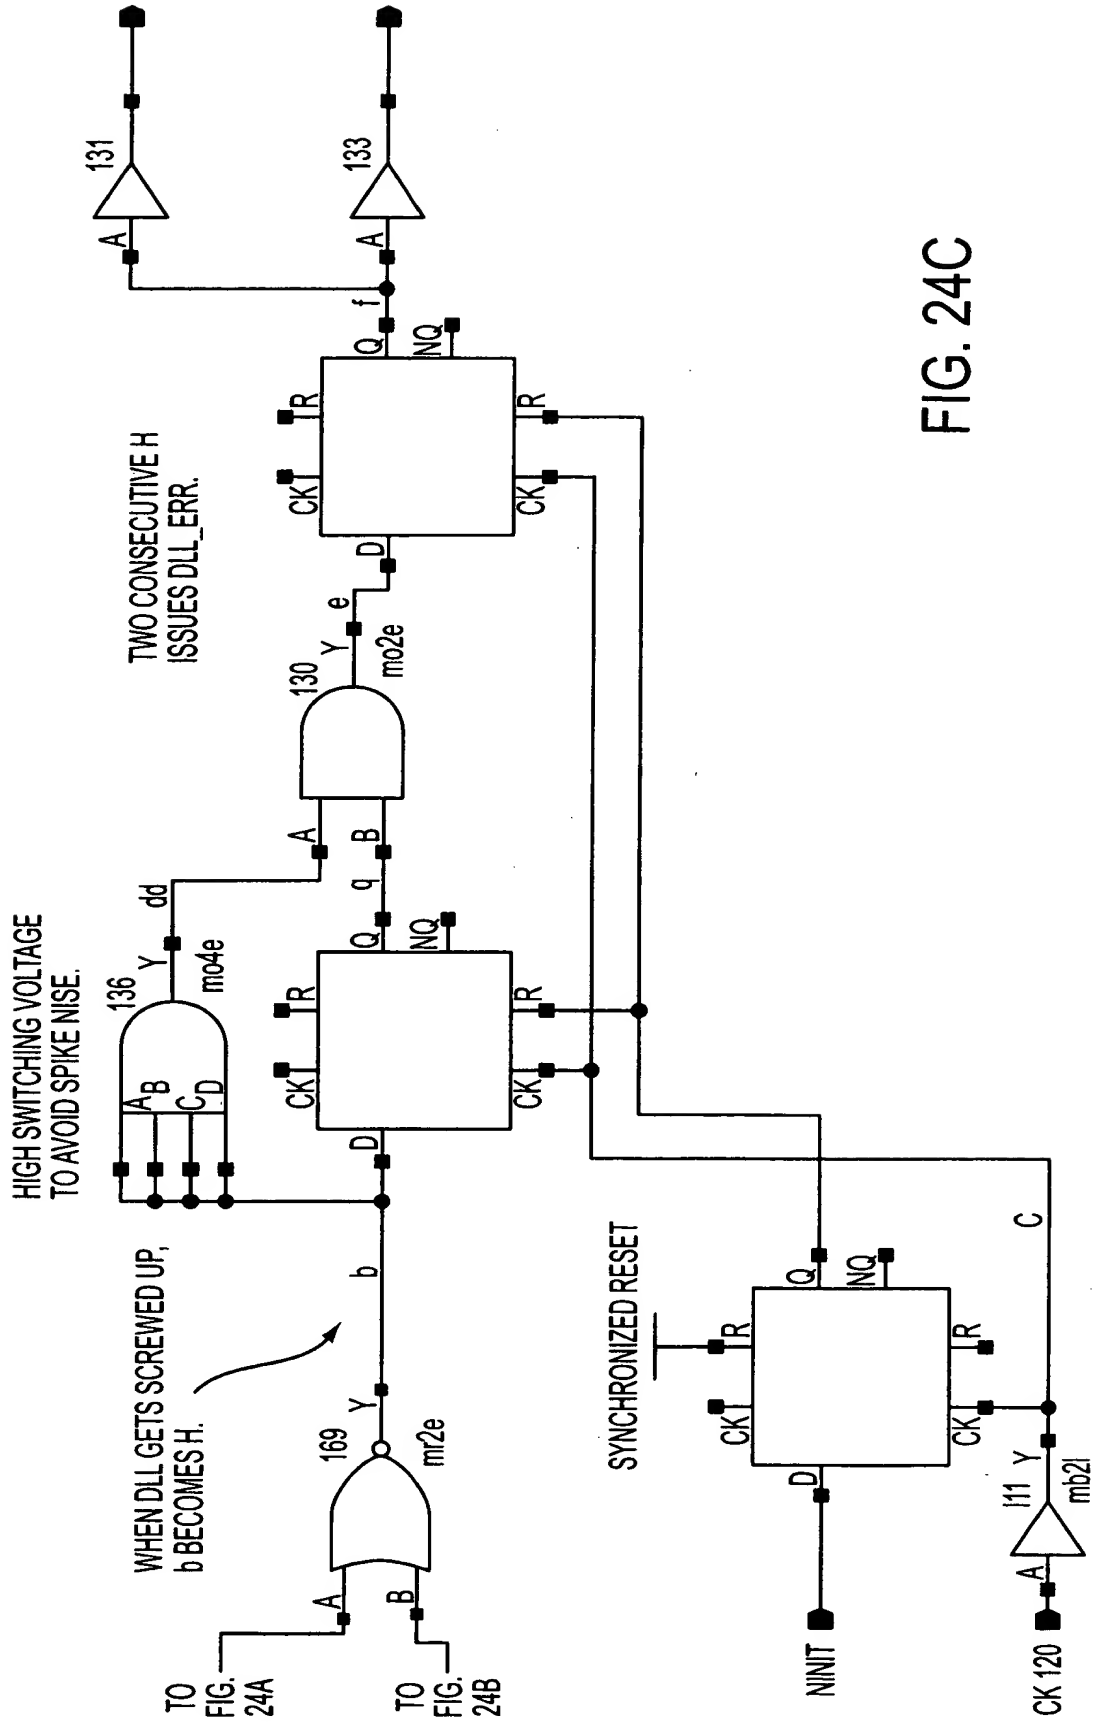 HIGH SWITCHING VOLTAGE
TO AVOID SPIKE NISE.
TWO CONSECUTIVE H
ISSUES DLL_ERR.
WHEN DLL GETS SCREWED UP,
b BECOMES H.
TO
FIG.
24A
TO
FIG.
24B
A
B
169
mr2e
Y
b
A
B
C
D
136
Y
mo4e
dd
D
CK
R
CK
R
Q
NQ
q
A
B
130
Y
mo2e
e
D
CK
R
CK
R
Q
NQ
f
A
131
A
133
SYNCHRONIZED RESET
NINIT
D
CK
R
CK
R
Q
NQ
CK 120
A
I11
Y
mb2l
C
FIG. 24C